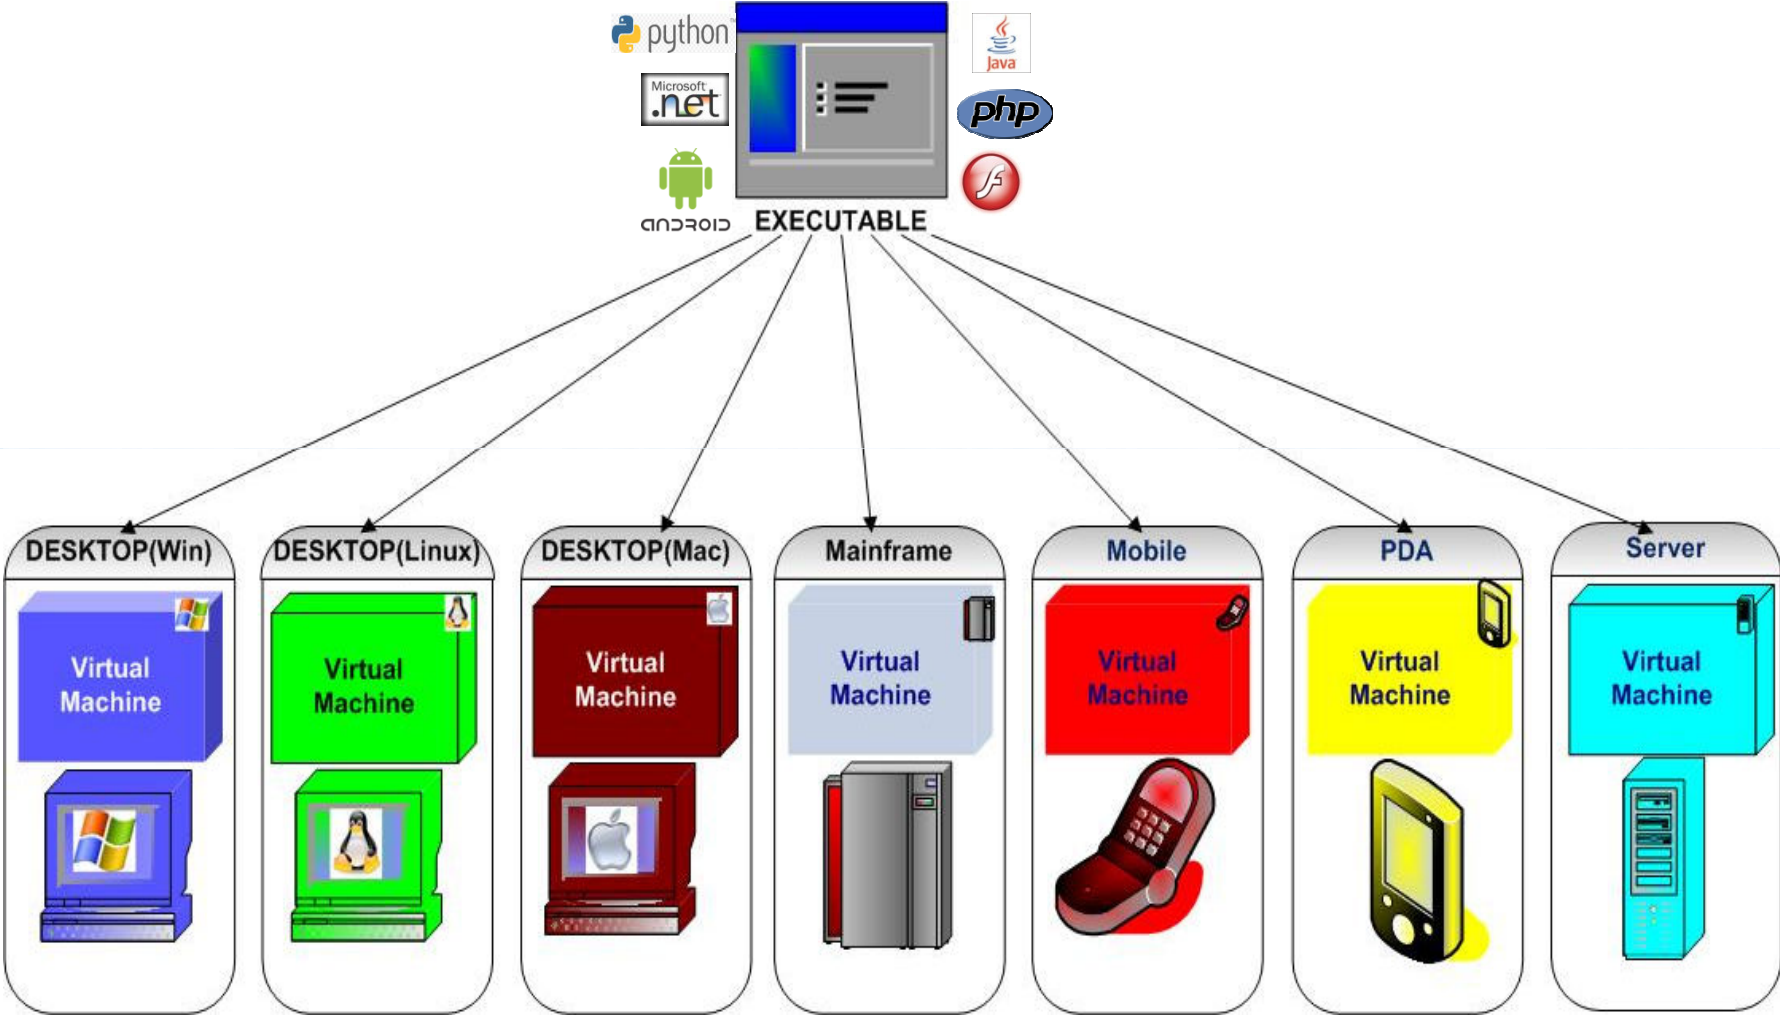 python
Microsoft
.net
ANDROID
Java
php
EXECUTABLE
DESKTOP(Win)
DESKTOP(Linux)
DESKTOP(Mac)
Mainframe
Mobile
PDA
Server
Virtual
Machine
Virtual
Machine
Virtual
Machine
Virtual
Machine
Virtual
Machine
Virtual
Machine
Virtual
Machine